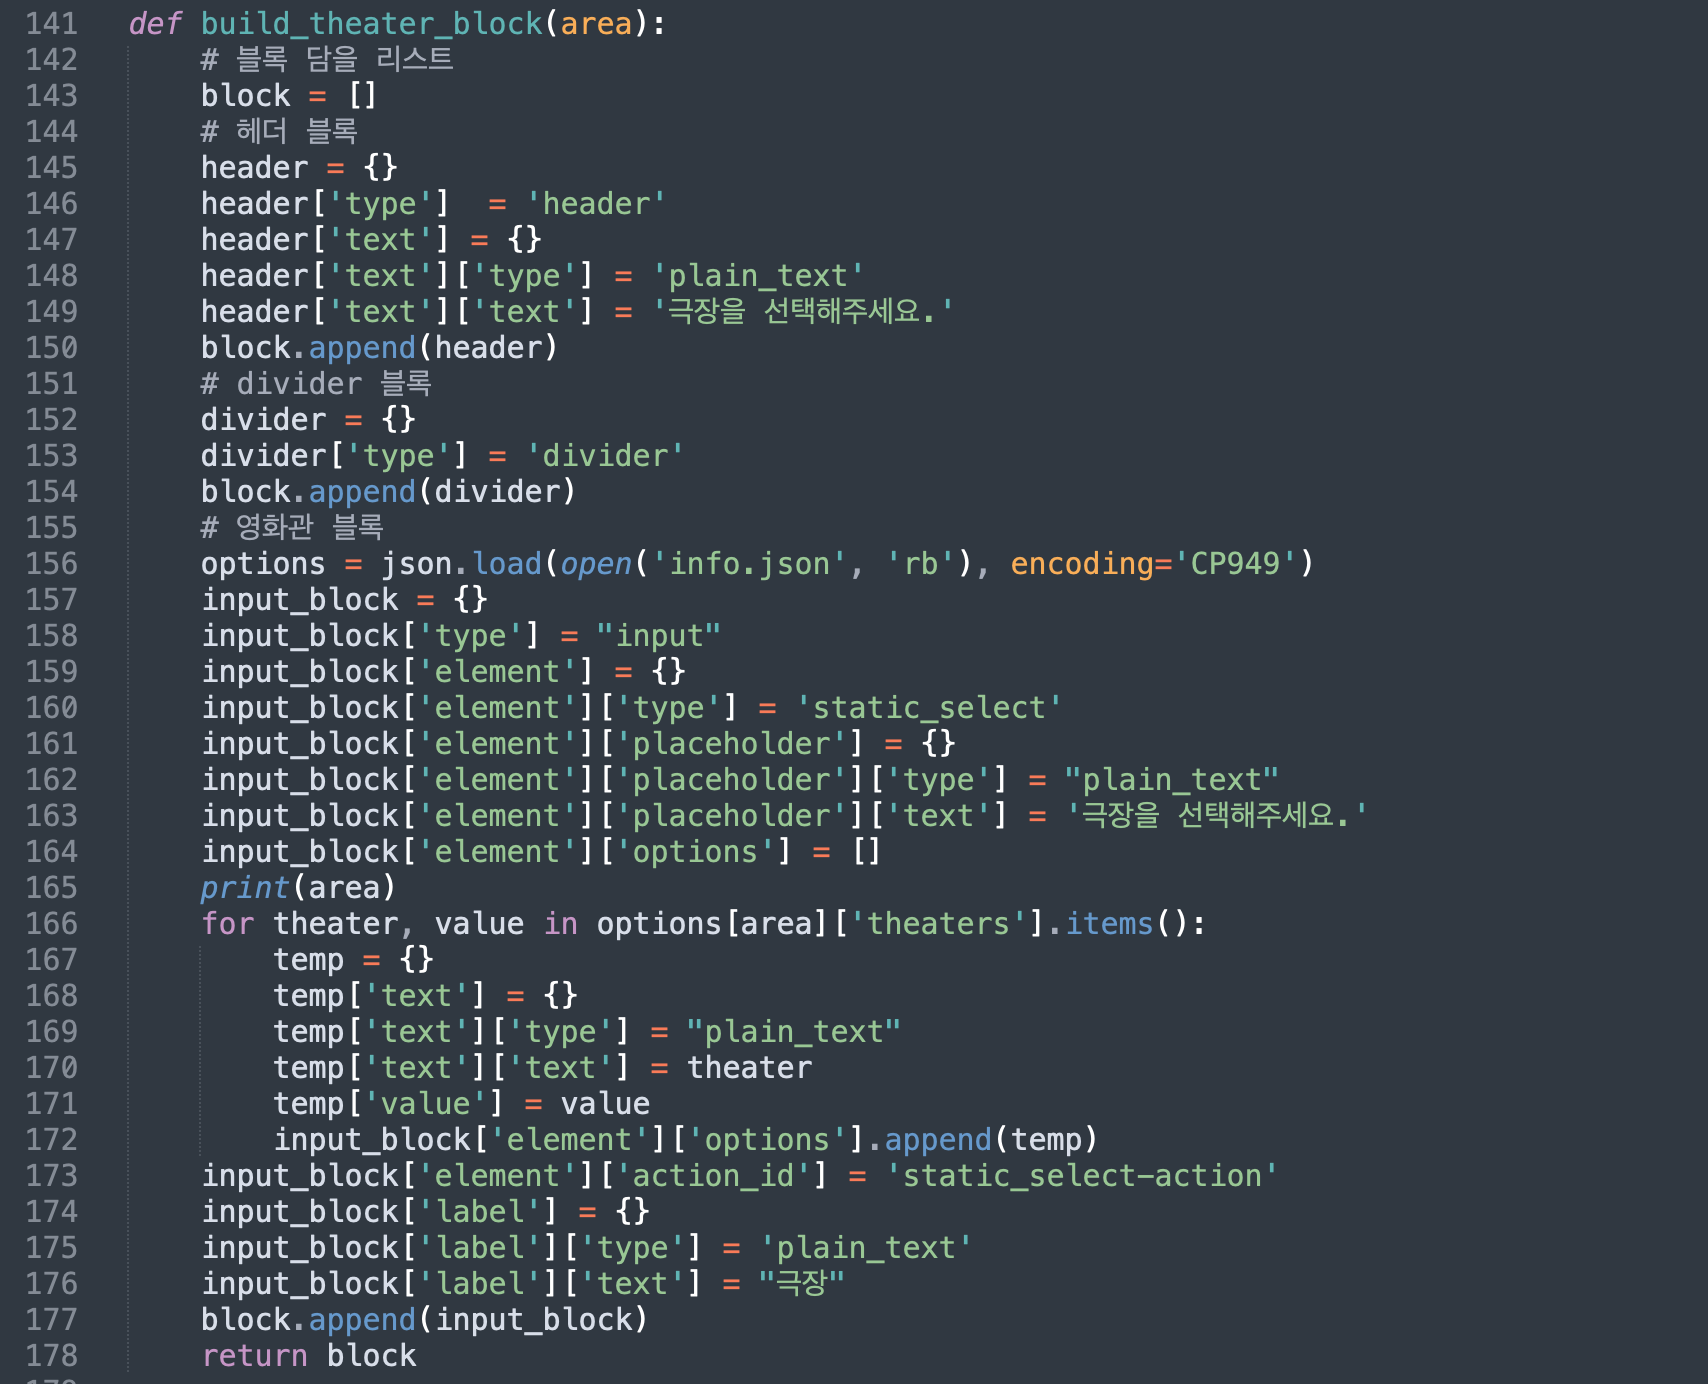 141 def build_theater_block(area):
142     # 블록 담을 리스트
143     block = []
144     # 헤더 블록
145     header = {}
146     header['type']  = 'header'
147     header['text'] = {}
148     header['text']['type'] = 'plain_text'
149     header['text']['text'] = '극장을 선택해주세요.'
150     block.append(header)
151     # divider 블록
152     divider = {}
153     divider['type'] = 'divider'
154     block.append(divider)
155     # 영화관 블록
156     options = json.load(open('info.json', 'rb'), encoding='CP949')
157     input_block = {}
158     input_block['type'] = "input"
159     input_block['element'] = {}
160     input_block['element']['type'] = 'static_select'
161     input_block['element']['placeholder'] = {}
162     input_block['element']['placeholder']['type'] = "plain_text"
163     input_block['element']['placeholder']['text'] = '극장을 선택해주세요.'
164     input_block['element']['options'] = []
165     print(area)
166     for theater, value in options[area]['theaters'].items():
167         temp = {}
168         temp['text'] = {}
169         temp['text']['type'] = "plain_text"
170         temp['text']['text'] = theater
171         temp['value'] = value
172         input_block['element']['options'].append(temp)
173     input_block['element']['action_id'] = 'static_select-action'
174     input_block['label'] = {}
175     input_block['label']['type'] = 'plain_text'
176     input_block['label']['text'] = "극장"
177     block.append(input_block)
178     return block